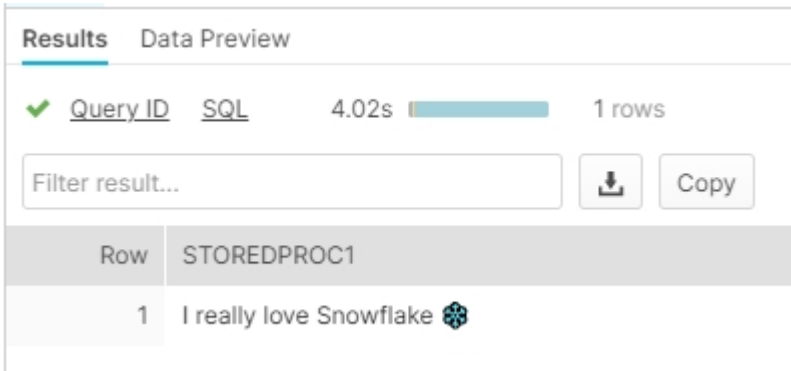 Results Data Preview
Query ID SQL 4.02s 1 rows
Filter result... Copy
Row STOREDPROC1
1 I really love Snowflake ❄